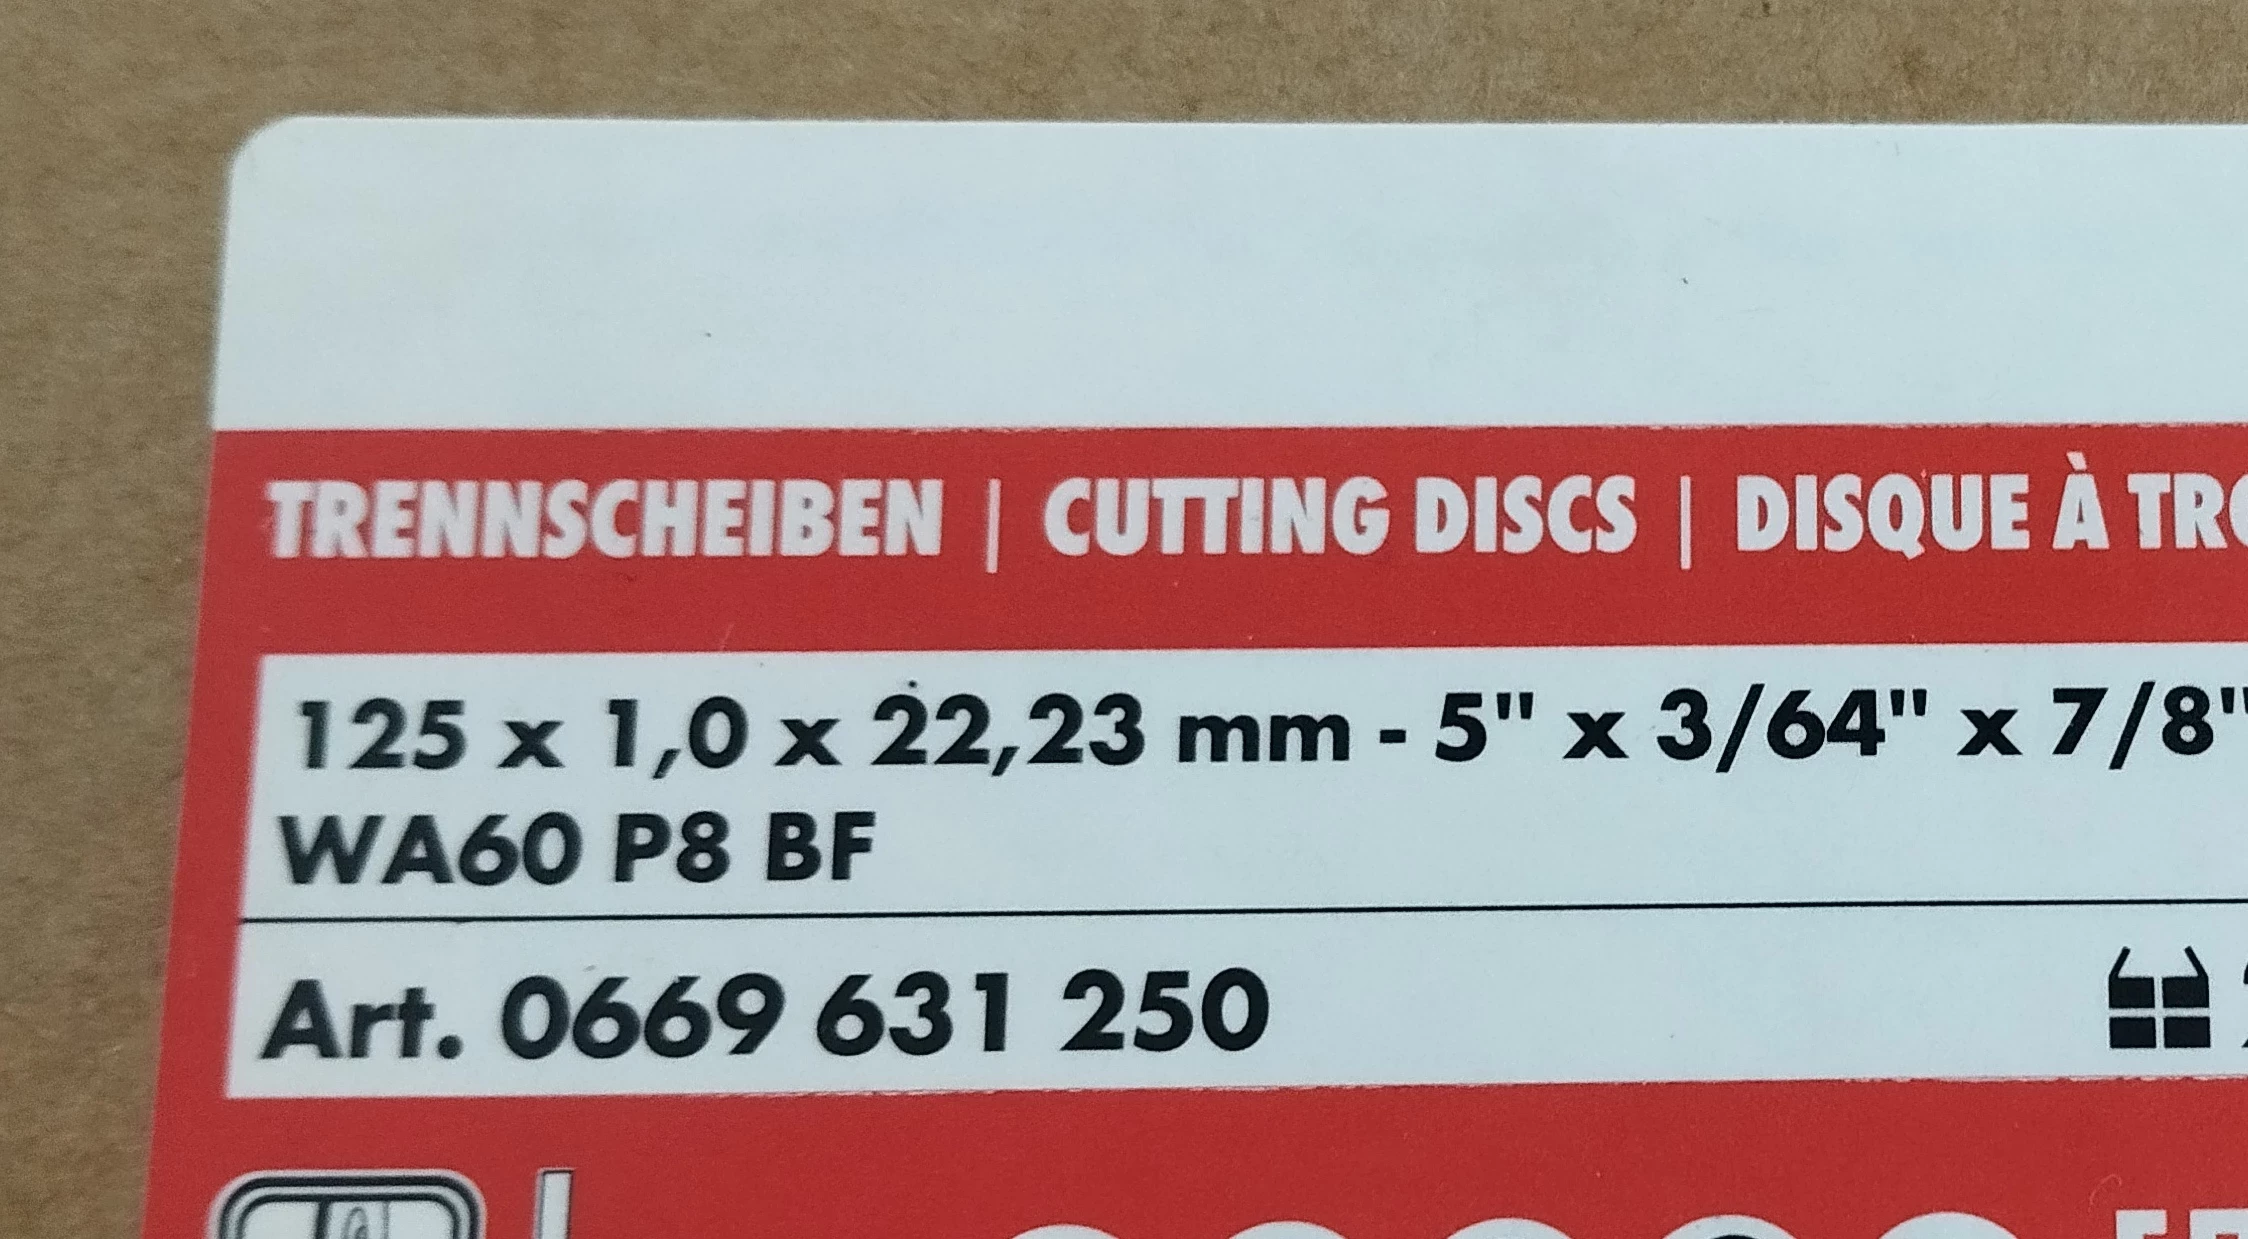 TRENNSCHEIBEN | CUTTING DISCS | DISQUE À
125 x 1,0 x 22,23 mm - 5" x 3/64" x 7/8"
WA60 P8 BF
Art. 0669 631 250